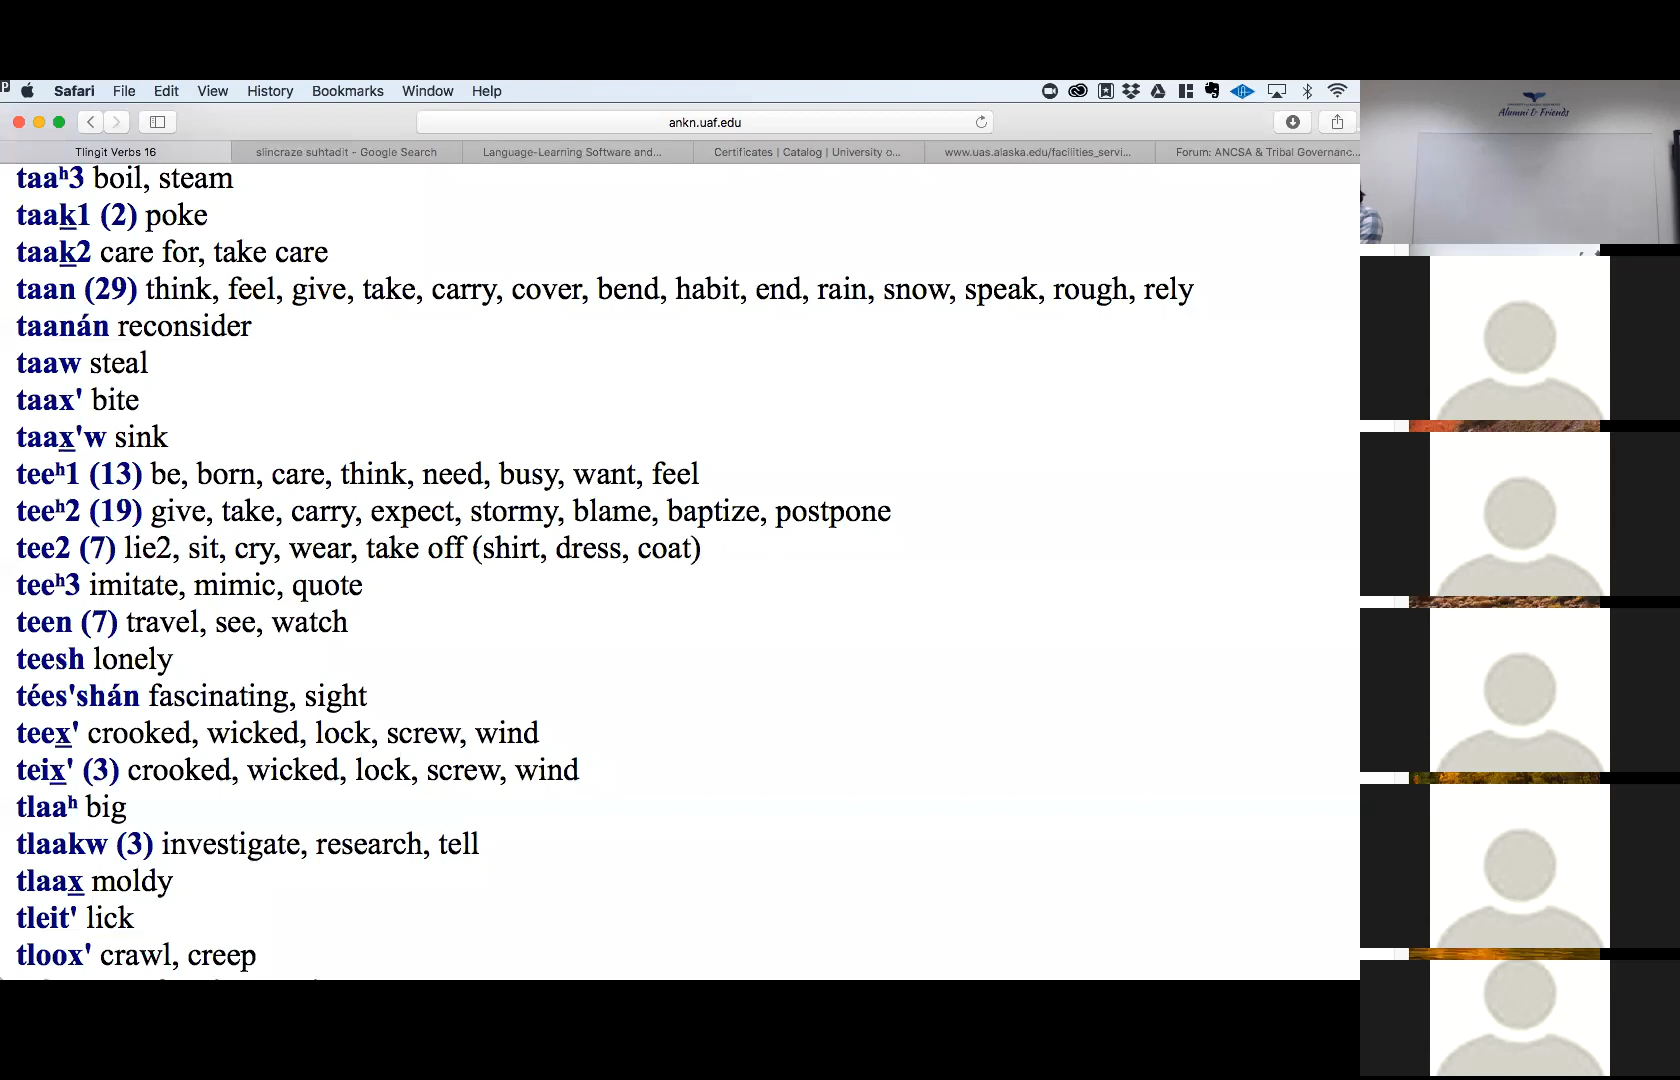 Safari File Edit View History Bookmarks Window Help
ankn.uaf.edu
Tlingit Verbs 16
slincraze suhtadit - Google Search
Language-Learning Software and...
Certificates | Catalog | University o...
www.uas.alaska.edu/facilities_servi...
Forum: ANCSA & Tribal Governanc...
taaʰ3 boil, steam
taaḵ1 (2) poke
taaḵ2 care for, take care
taan (29) think, feel, give, take, carry, cover, bend, habit, end, rain, snow, speak, rough, rely
taanán reconsider
taaw steal
taax' bite
taax̱'w sink
teeʰ1 (13) be, born, care, think, need, busy, want, feel
teeʰ2 (19) give, take, carry, expect, stormy, blame, baptize, postpone
tee2 (7) lie2, sit, cry, wear, take off (shirt, dress, coat)
teeʰ3 imitate, mimic, quote
teen (7) travel, see, watch
teesh lonely
tées'shán fascinating, sight
teex̱' crooked, wicked, lock, screw, wind
teix̱' (3) crooked, wicked, lock, screw, wind
tlaaʰ big
tlaakw (3) investigate, research, tell
tlaax̱ moldy
tleit' lick
tloox' crawl, creep
Alumni & Friends